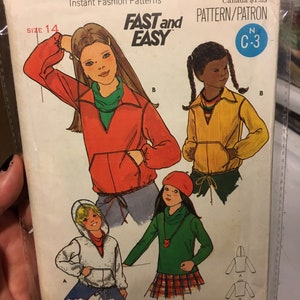 Instant Fashion Patterns
SIZE 14
FAST and
EASY
PATTERN/PATRON
N
C-3
B
B
A
A